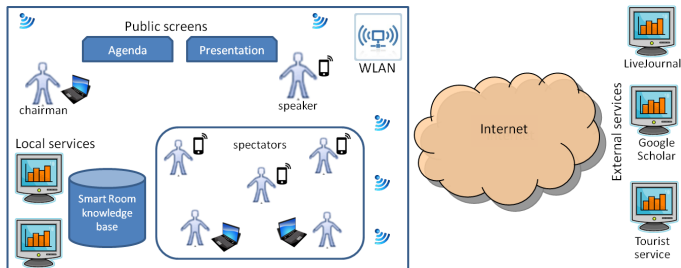 Public screens
Agenda
Presentation
WLAN
chairman
speaker
Local services
spectators
Smart Room
knowledge
base
Internet
External services
LiveJournal
Google
Scholar
Tourist
service